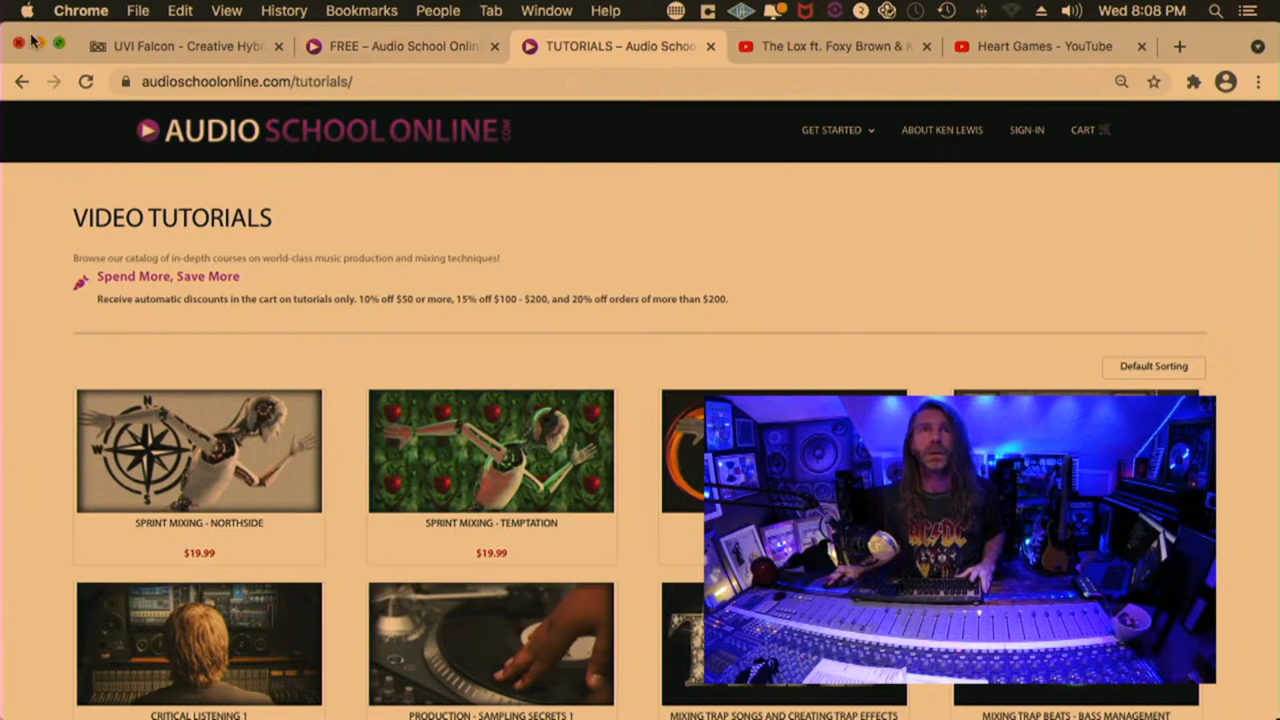 Chrome File Edit View History Bookmarks People Tab Window Help Wed 8:08 PM
UVI Falcon - Creative Hybr
FREE – Audio School Onlin
TUTORIALS – Audio Schoo
The Lox ft. Foxy Brown &
Heart Games - YouTube
audioschoolonline.com/tutorials/
AUDIO SCHOOL ONLINE .COM
GET STARTED ABOUT KEN LEWIS SIGN-IN CART
VIDEO TUTORIALS
Browse our catalog of in-depth courses on world-class music production and mixing techniques!
Spend More, Save More
Receive automatic discounts in the cart on tutorials only. 10% off $50 or more, 15% off $100 - $200, and 20% off orders of more than $200.
Default Sorting
N
W
S
SPRINT MIXING - NORTHSIDE
$19.99
SPRINT MIXING - TEMPTATION
$19.99
AC/DC
CRITICAL LISTENING 1
PRODUCTION - SAMPLING SECRETS 1
MIXING TRAP SONGS AND CREATING TRAP EFFECTS
MIXING TRAP BEATS - BASS MANAGEMENT